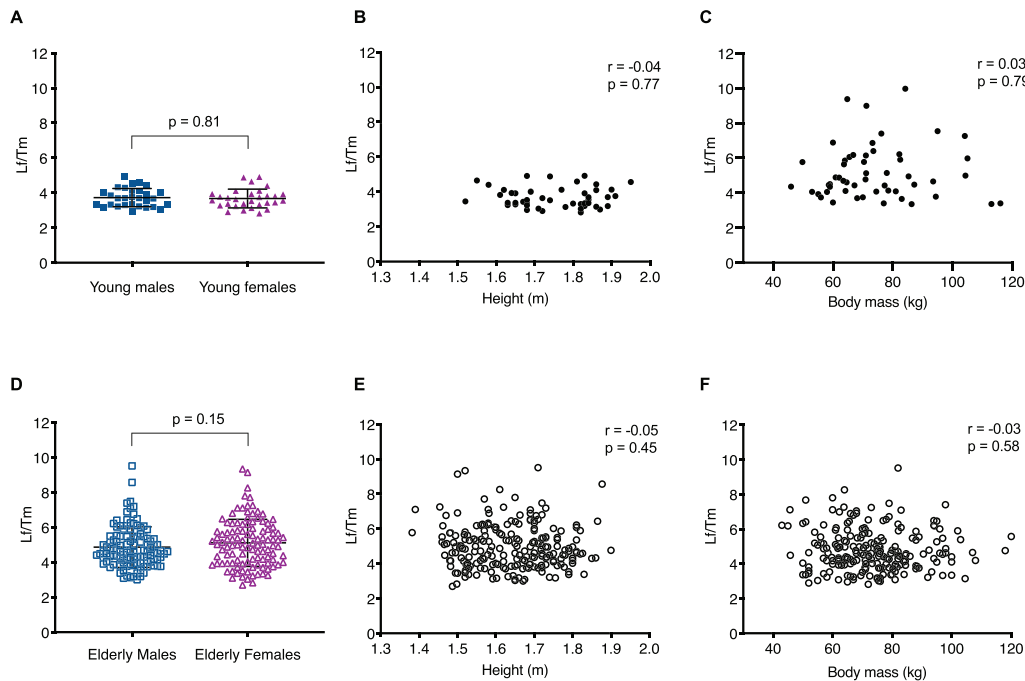 A
12
10
8
6
4
2
0
Lf/Tm
p = 0.81
Young males
Young females
B
12
10
8
6
4
2
0
Lf/Tm
r = -0.04
p = 0.77
1.3 1.4 1.5 1.6 1.7 1.8 1.9 2.0
Height (m)
C
12
10
8
6
4
2
0
Lf/Tm
r = 0.03
p = 0.79
40 60 80 100 120
Body mass (kg)
D
12
10
8
6
4
2
0
Lf/Tm
p = 0.15
Elderly Males
Elderly Females
E
12
10
8
6
4
2
0
Lf/Tm
r = -0.05
p = 0.45
1.3 1.4 1.5 1.6 1.7 1.8 1.9 2.0
Height (m)
F
12
10
8
6
4
2
0
Lf/Tm
r = -0.03
p = 0.58
40 60 80 100 120
Body mass (kg)